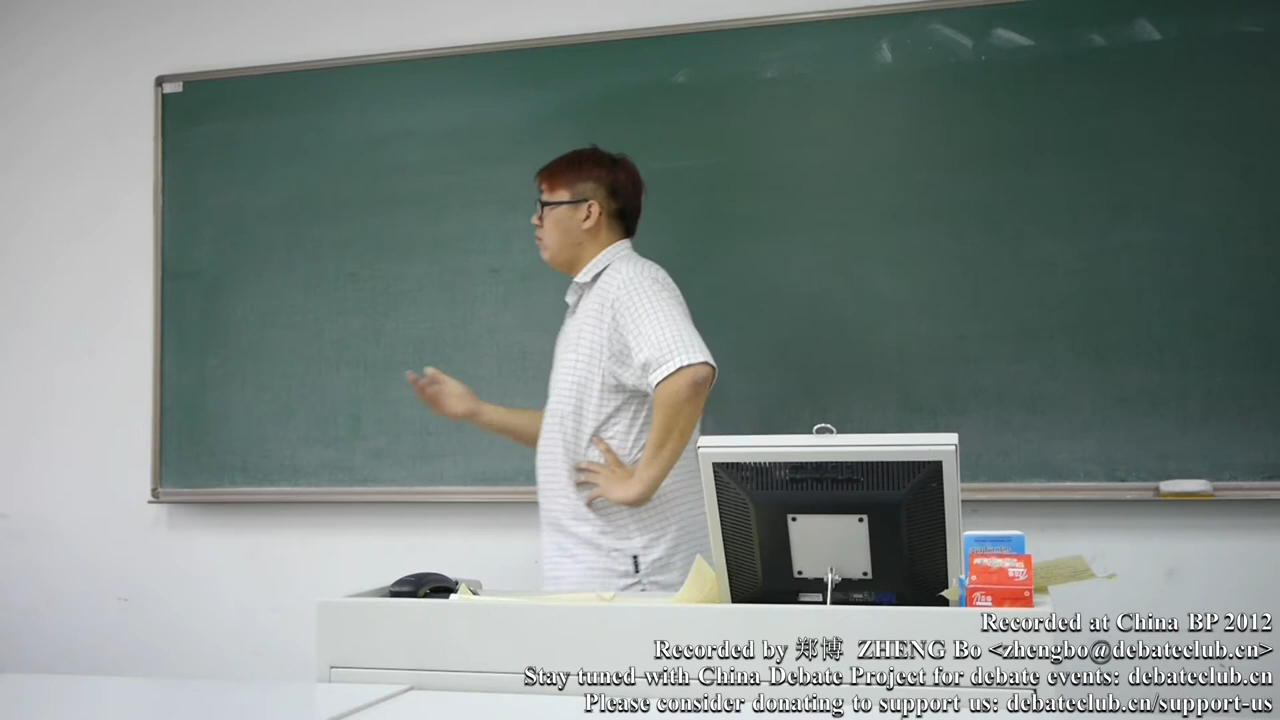 Recorded at China BP 2012
Recorded by 郑博 ZHENG Bo <zhengbo@debateclub.cn>
Stay tuned with China Debate Project for debate events: debateclub.cn
Please consider donating to support us: debateclub.cn/support-us